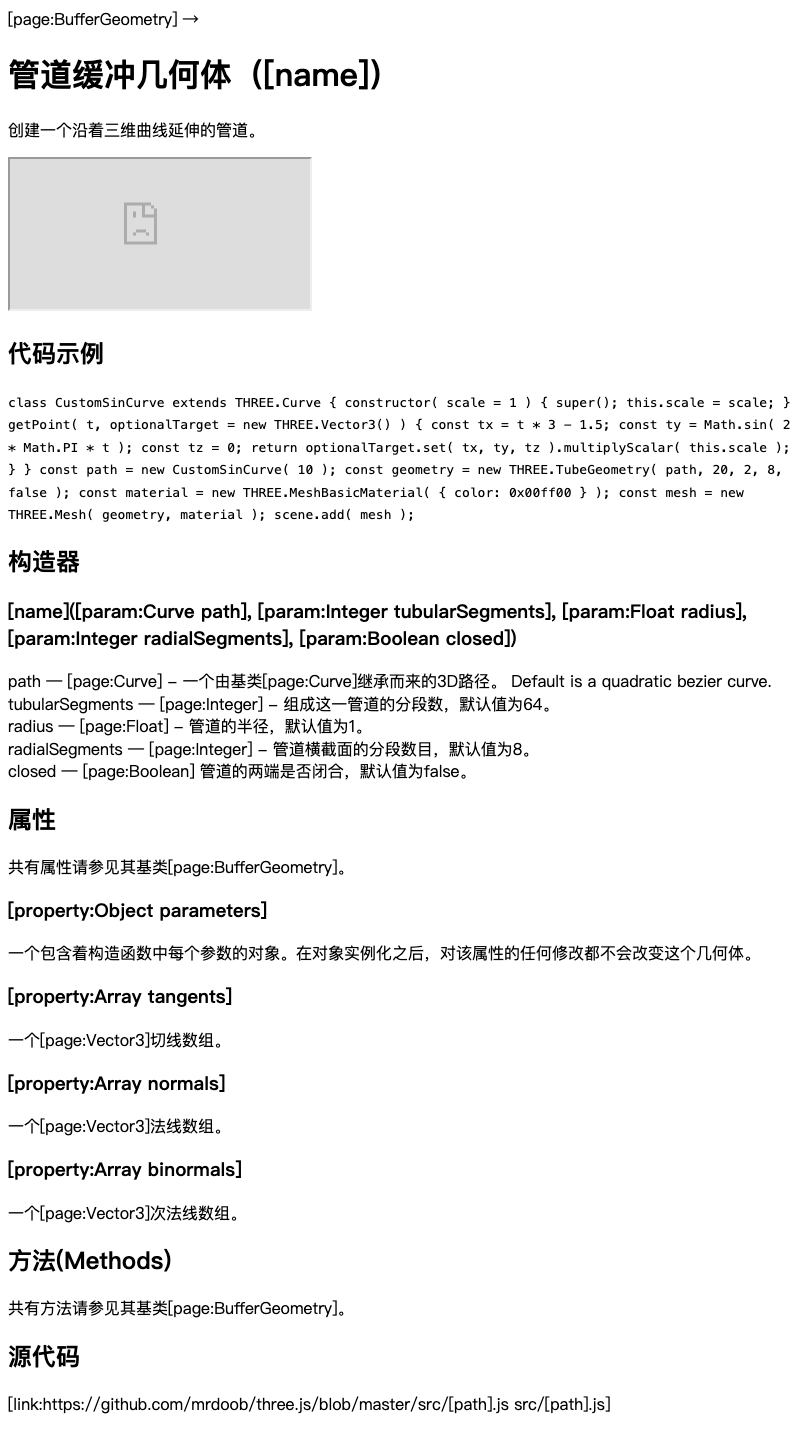 [page:BufferGeometry] →
管道缓冲几何体（[name]）
创建一个沿着三维曲线延伸的管道。
代码示例
class CustomSinCurve extends THREE.Curve { constructor( scale = 1 ) { super(); this.scale = scale; }
getPoint( t, optionalTarget = new THREE.Vector3() ) { const tx = t * 3 - 1.5; const ty = Math.sin( 2
* Math.PI * t ); const tz = 0; return optionalTarget.set( tx, ty, tz ).multiplyScalar( this.scale );
} } const path = new CustomSinCurve( 10 ); const geometry = new THREE.TubeGeometry( path, 20, 2, 8,
false ); const material = new THREE.MeshBasicMaterial( { color: 0x00ff00 } ); const mesh = new
THREE.Mesh( geometry, material ); scene.add( mesh );
构造器
[name]([param:Curve path], [param:Integer tubularSegments], [param:Float radius],
[param:Integer radialSegments], [param:Boolean closed])
path — [page:Curve] - 一个由基类[page:Curve]继承而来的3D路径。 Default is a quadratic bezier curve.
tubularSegments — [page:Integer] - 组成这一管道的分段数，默认值为64。
radius — [page:Float] - 管道的半径，默认值为1。
radialSegments — [page:Integer] - 管道横截面的分段数目，默认值为8。
closed — [page:Boolean] 管道的两端是否闭合，默认值为false。
属性
共有属性请参见其基类[page:BufferGeometry]。
[property:Object parameters]
一个包含着构造函数中每个参数的对象。在对象实例化之后，对该属性的任何修改都不会改变这个几何体。
[property:Array tangents]
一个[page:Vector3]切线数组。
[property:Array normals]
一个[page:Vector3]法线数组。
[property:Array binormals]
一个[page:Vector3]次法线数组。
方法(Methods)
共有方法请参见其基类[page:BufferGeometry]。
源代码
[link:https://github.com/mrdoob/three.js/blob/master/src/[path].js src/[path].js]